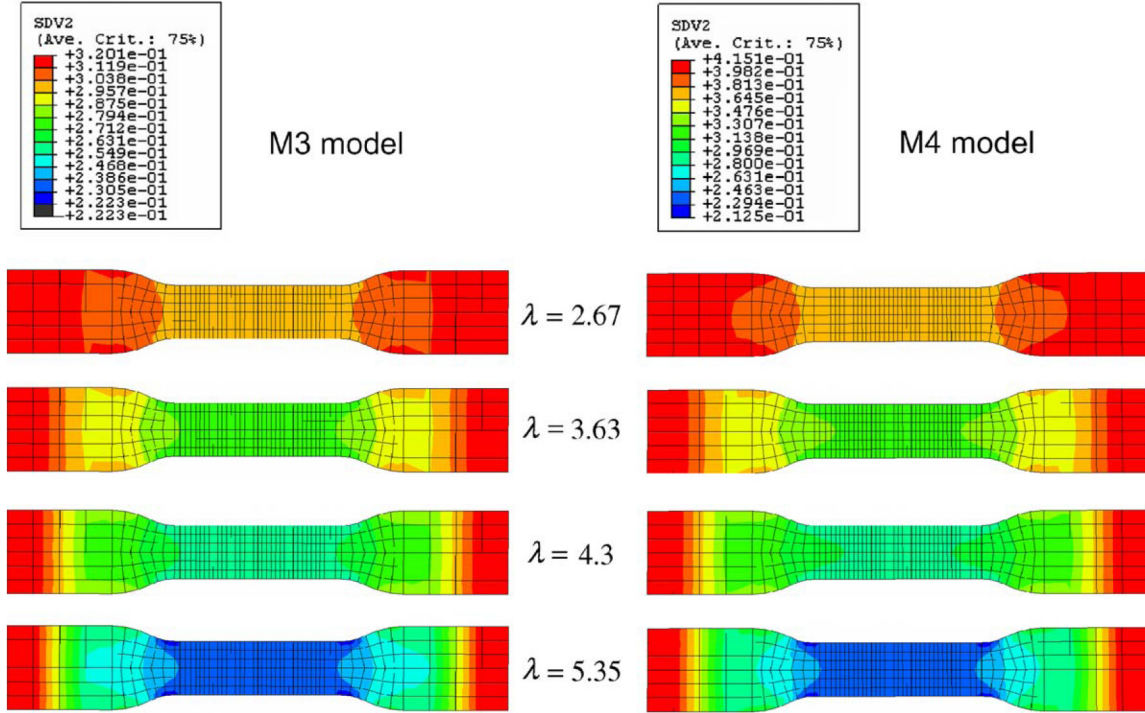 SDV2
(Ave. Crit.: 75%)
+3.201e-01
+3.119e-01
+3.038e-01
+2.957e-01
+2.875e-01
+2.794e-01
+2.712e-01
+2.631e-01
+2.549e-01
+2.468e-01
+2.386e-01
+2.305e-01
+2.223e-01
+2.223e-01
M3 model
SDV2
(Ave. Crit.: 75%)
+4.151e-01
+3.982e-01
+3.813e-01
+3.645e-01
+3.476e-01
+3.307e-01
+3.138e-01
+2.969e-01
+2.800e-01
+2.631e-01
+2.463e-01
+2.294e-01
+2.125e-01
M4 model
λ = 2.67
λ = 3.63
λ = 4.3
λ = 5.35